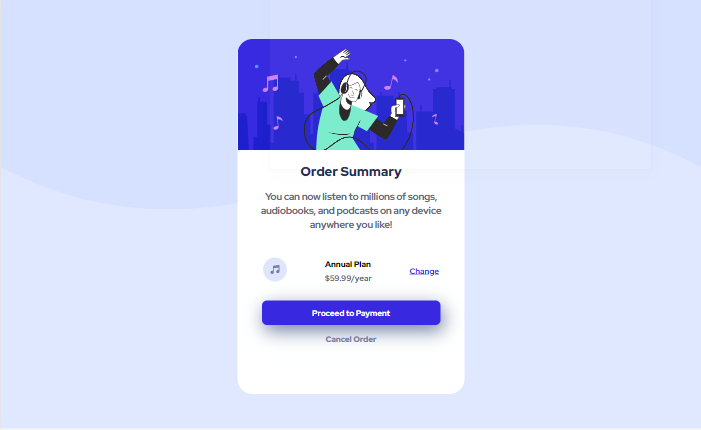 Order Summary
You can now listen to millions of songs,
audiobooks, and podcasts on any device
anywhere you like!
Annual Plan
$59.99/year
Change
Proceed to Payment
Cancel Order